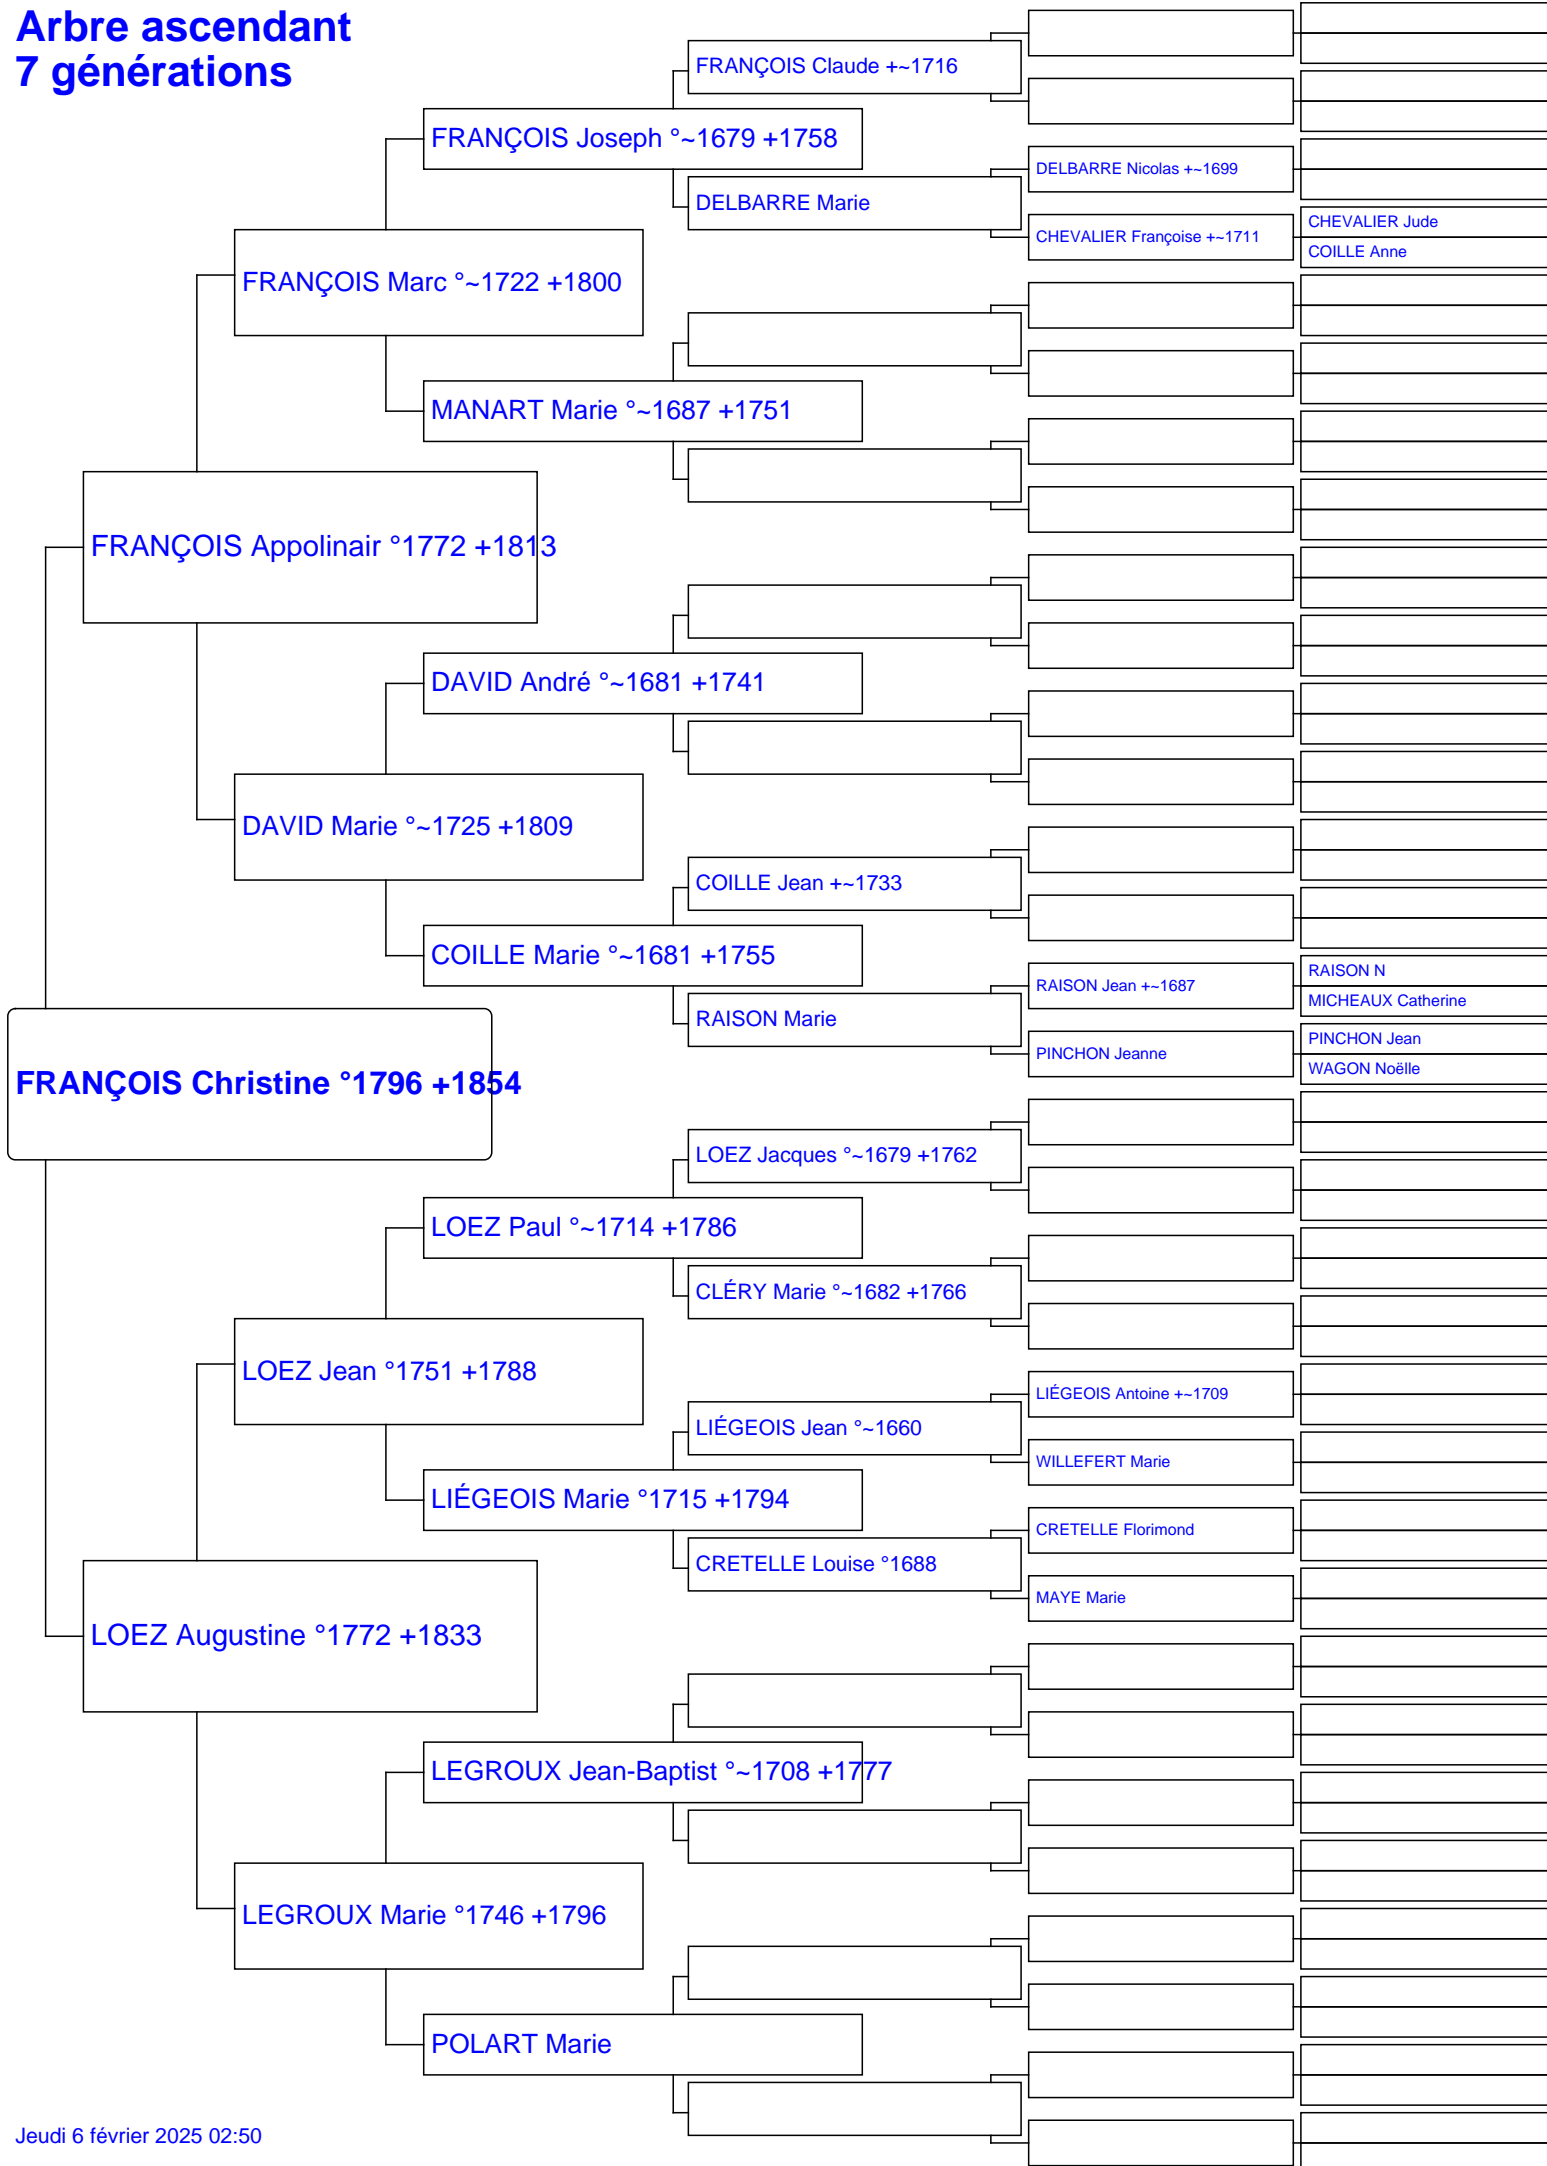 Arbre ascendant
7 générations
FRANÇOIS Claude +~1716
FRANÇOIS Joseph °~1679 +1758
DELBARRE Nicolas +~1699
DELBARRE Marie
CHEVALIER Jude
CHEVALIER Françoise +~1711
COILLE Anne
FRANÇOIS Marc °~1722 +1800
MANART Marie °~1687 +1751
FRANÇOIS Appolinair °1772 +1813
DAVID André °~1681 +1741
DAVID Marie °~1725 +1809
COILLE Jean +~1733
COILLE Marie °~1681 +1755
RAISON N
RAISON Jean +~1687
MICHEAUX Catherine
RAISON Marie
PINCHON Jean
PINCHON Jeanne
WAGON Noëlle
FRANÇOIS Christine °1796 +1854
LOEZ Jacques °~1679 +1762
LOEZ Paul °~1714 +1786
CLÉRY Marie °~1682 +1766
LOEZ Jean °1751 +1788
LIÉGEOIS Antoine +~1709
LIÉGEOIS Jean °~1660
WILLEFERT Marie
LIÉGEOIS Marie °1715 +1794
CRETELLE Florimond
CRETELLE Louise °1688
MAYE Marie
LOEZ Augustine °1772 +1833
LEGROUX Jean-Baptist °~1708 +1777
LEGROUX Marie °1746 +1796
POLART Marie
Jeudi 6 février 2025 02:50